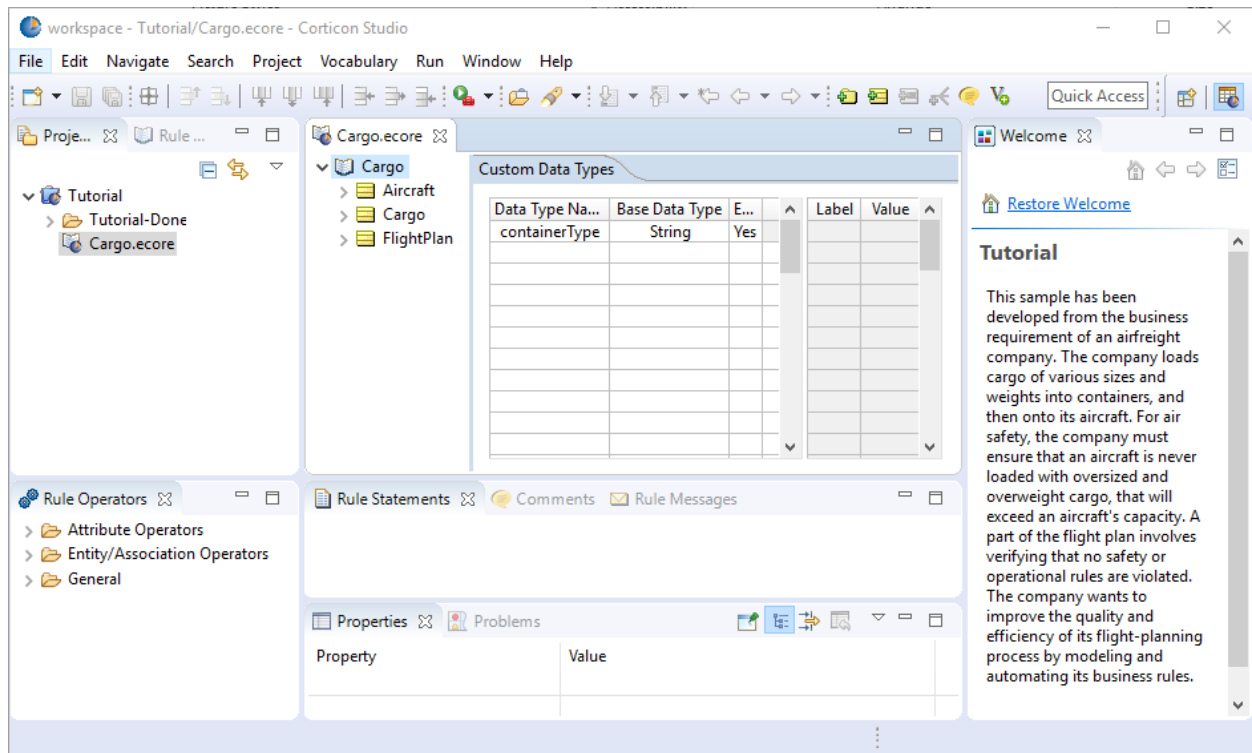 workspace - Tutorial/Cargo.ecore - Corticon Studio
File Edit Navigate Search Project Vocabulary Run Window Help
Quick Access
Proje... Rule ...
Tutorial
Tutorial-Done
Cargo.ecore
Cargo.ecore
Cargo
Aircraft
Cargo
FlightPlan
Custom Data Types
Data Type Na... Base Data Type E... Label Value
containerType String Yes
Welcome
Restore Welcome
Tutorial
This sample has been
developed from the business
requirement of an airfreight
company. The company loads
cargo of various sizes and
weights into containers, and
then onto its aircraft. For air
safety, the company must
ensure that an aircraft is never
loaded with oversized and
overweight cargo, that will
exceed an aircraft's capacity. A
part of the flight plan involves
verifying that no safety or
operational rules are violated.
The company wants to
improve the quality and
efficiency of its flight-planning
process by modeling and
automating its business rules.
Rule Operators
Attribute Operators
Entity/Association Operators
General
Rule Statements Comments Rule Messages
Properties Problems
Property Value